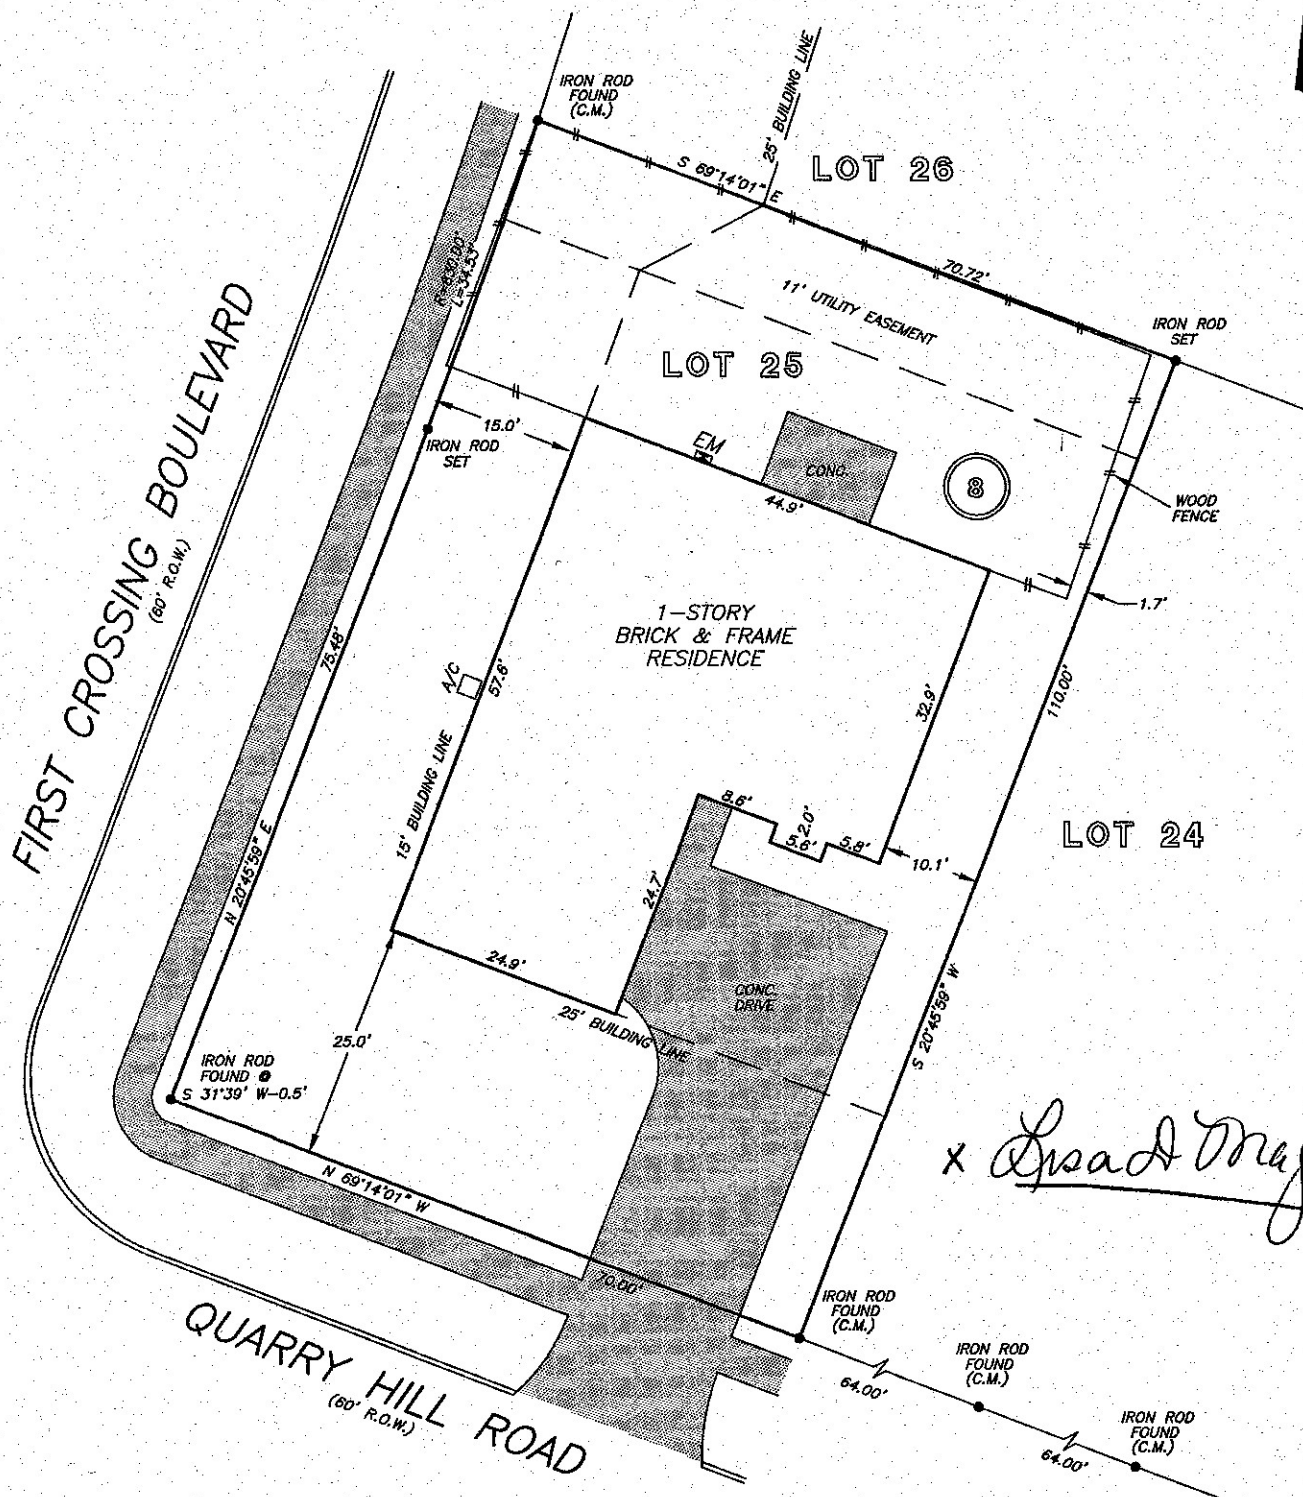 IRON ROD
FOUND
(C.M.)
25' BUILDING LINE
LOT 26
S 69°14'01" E
70.72'
11' UTILITY EASEMENT
IRON ROD
SET
R=630.00'
L=34.53'
LOT 25
15.0'
IRON ROD
SET
EM
CONC.
44.9'
8
WOOD
FENCE
1.7'
FIRST CROSSING BOULEVARD
(60' R.O.W.)
1-STORY
BRICK & FRAME
RESIDENCE
75.48'
A/C
57.6'
32.9'
110.00'
15' BUILDING LINE
8.6'
2.0'
5.6'
5.8'
10.1'
LOT 24
N 20°45'59" E
24.7'
24.9'
CONC.
DRIVE
25' BUILDING LINE
S 20°45'59" W
25.0'
IRON ROD
FOUND @
S 31°39' W-0.5'
x Lisa D
N 69°14'01" W
70.00'
IRON ROD
FOUND
(C.M.)
QUARRY HILL ROAD
(60' R.O.W.)
64.00'
IRON ROD
FOUND
(C.M.)
64.00'
IRON ROD
FOUND
(C.M.)